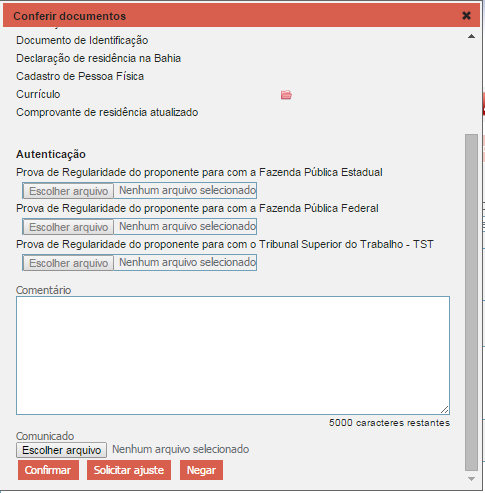 Conferir documentos
Documento de Identificação
Declaração de residência na Bahia
Cadastro de Pessoa Física
Currículo
Comprovante de residência atualizado
Autenticação
Prova de Regularidade do proponente para com a Fazenda Pública Estadual
Escolher arquivo Nenhum arquivo selecionado
Prova de Regularidade do proponente para com a Fazenda Pública Federal
Escolher arquivo Nenhum arquivo selecionado
Prova de Regularidade do proponente para com o Tribunal Superior do Trabalho - TST
Escolher arquivo Nenhum arquivo selecionado
Comentário
5000 caracteres restantes
Comunicado
Escolher arquivo Nenhum arquivo selecionado
Confirmar Solicitar ajuste Negar